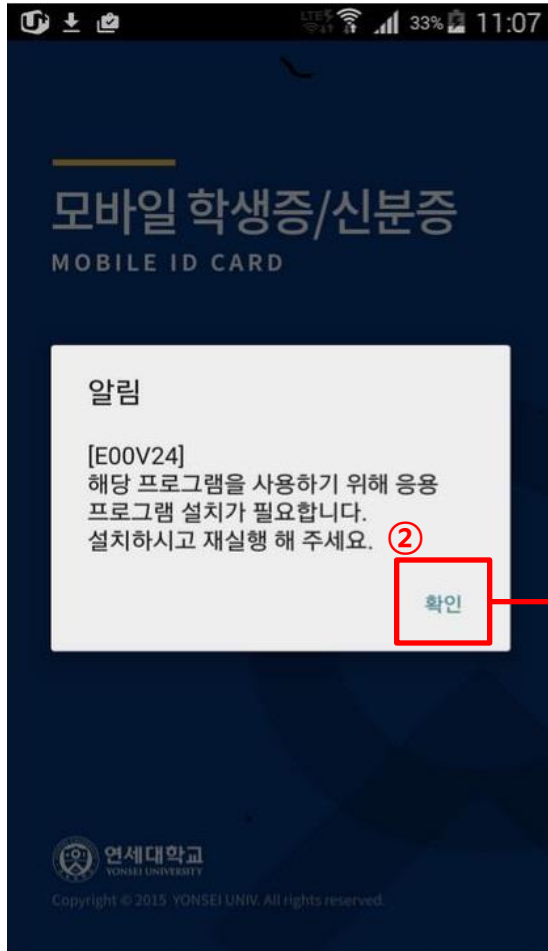 33% 11:07
모바일 학생증/신분증
MOBILE ID CARD
알림
[E00V24]
해당 프로그램을 사용하기 위해 응용
프로그램 설치가 필요합니다.
설치하시고 재실행 해 주세요. ②
확인
연세대학교
YONSEI UNIVERSITY
Copyright © 2015 YONSEI UNIV. All rights reserved.